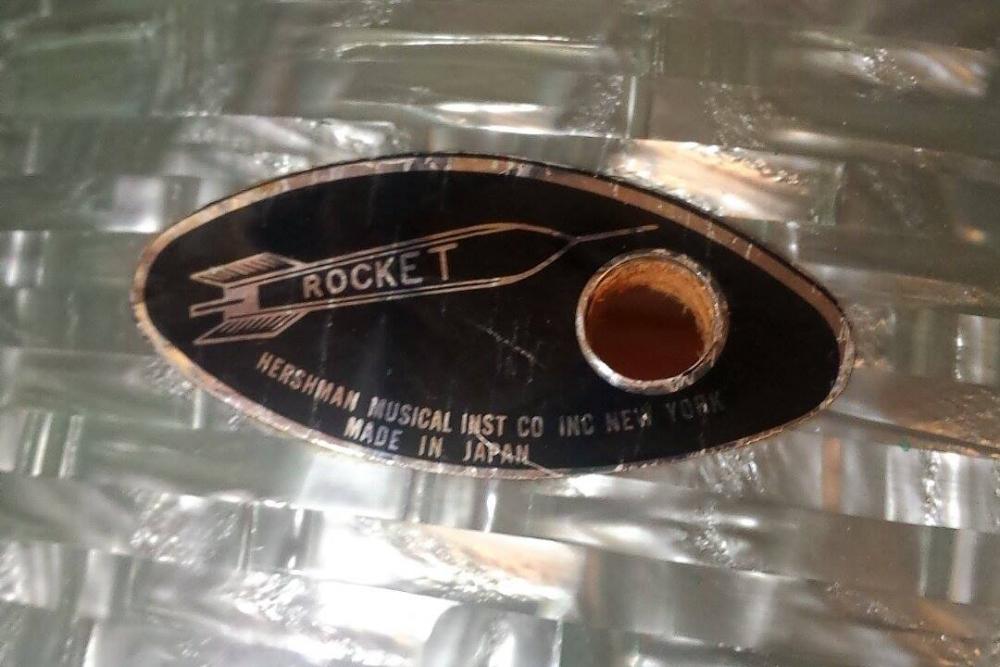 ROCKET
HERSHMAN MUSICAL INST CO INC NEW YORK
MADE IN JAPAN